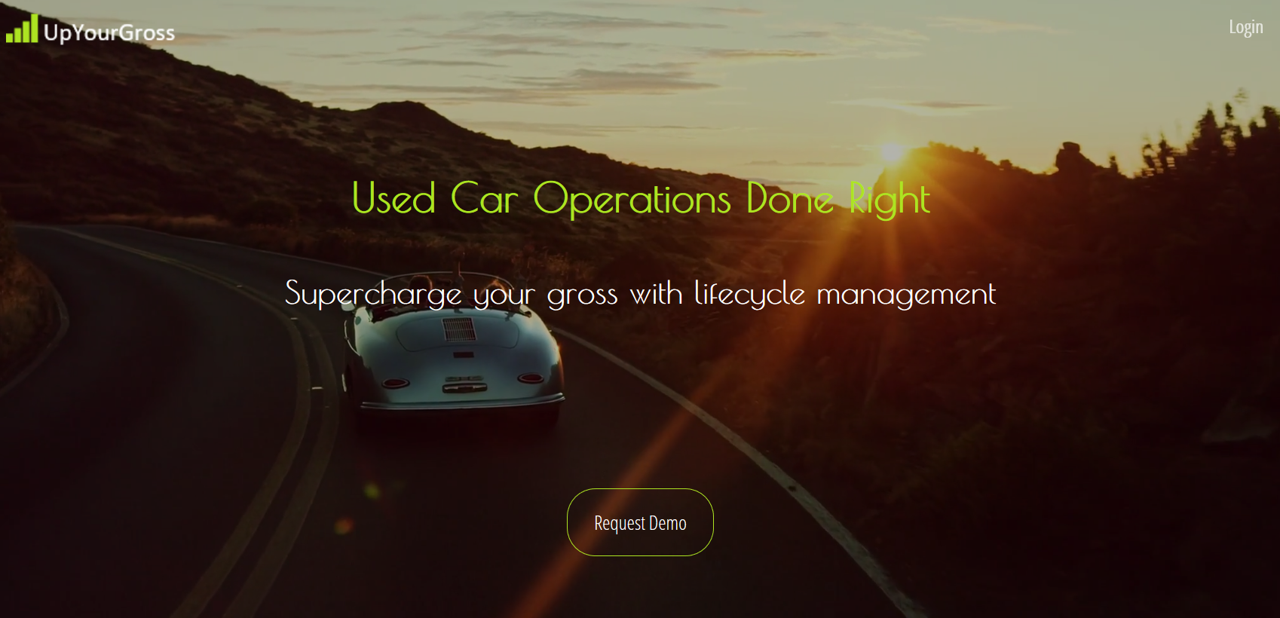 UpYourGross
Login
Used Car Operations Done Right
Supercharge your gross with lifecycle management
Request Demo